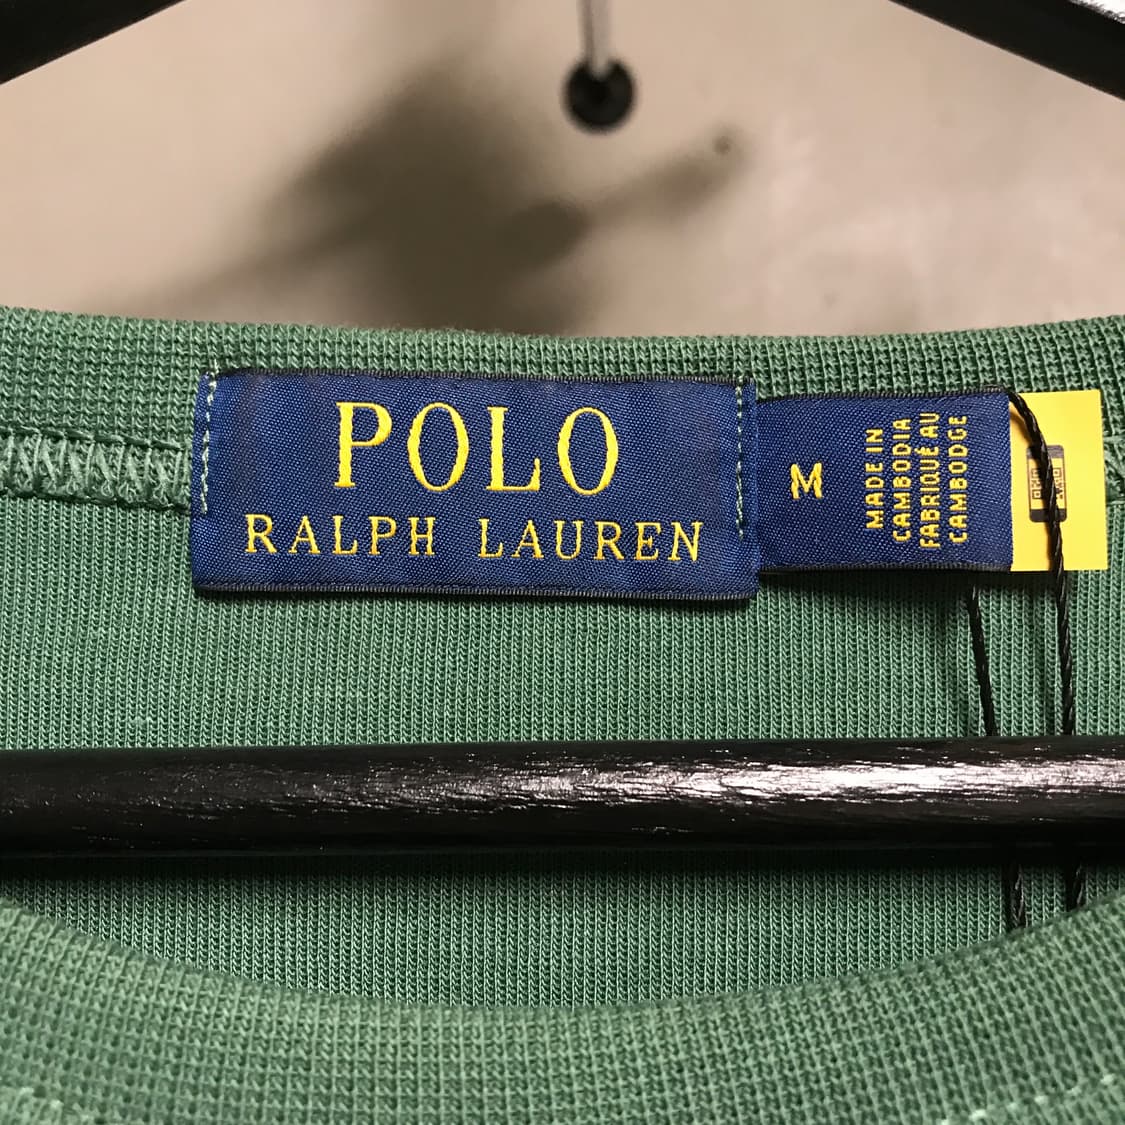 POLO
RALPH LAUREN
M
MADE IN
CAMBODIA
FABRIQUÉ AU
CAMBODGE